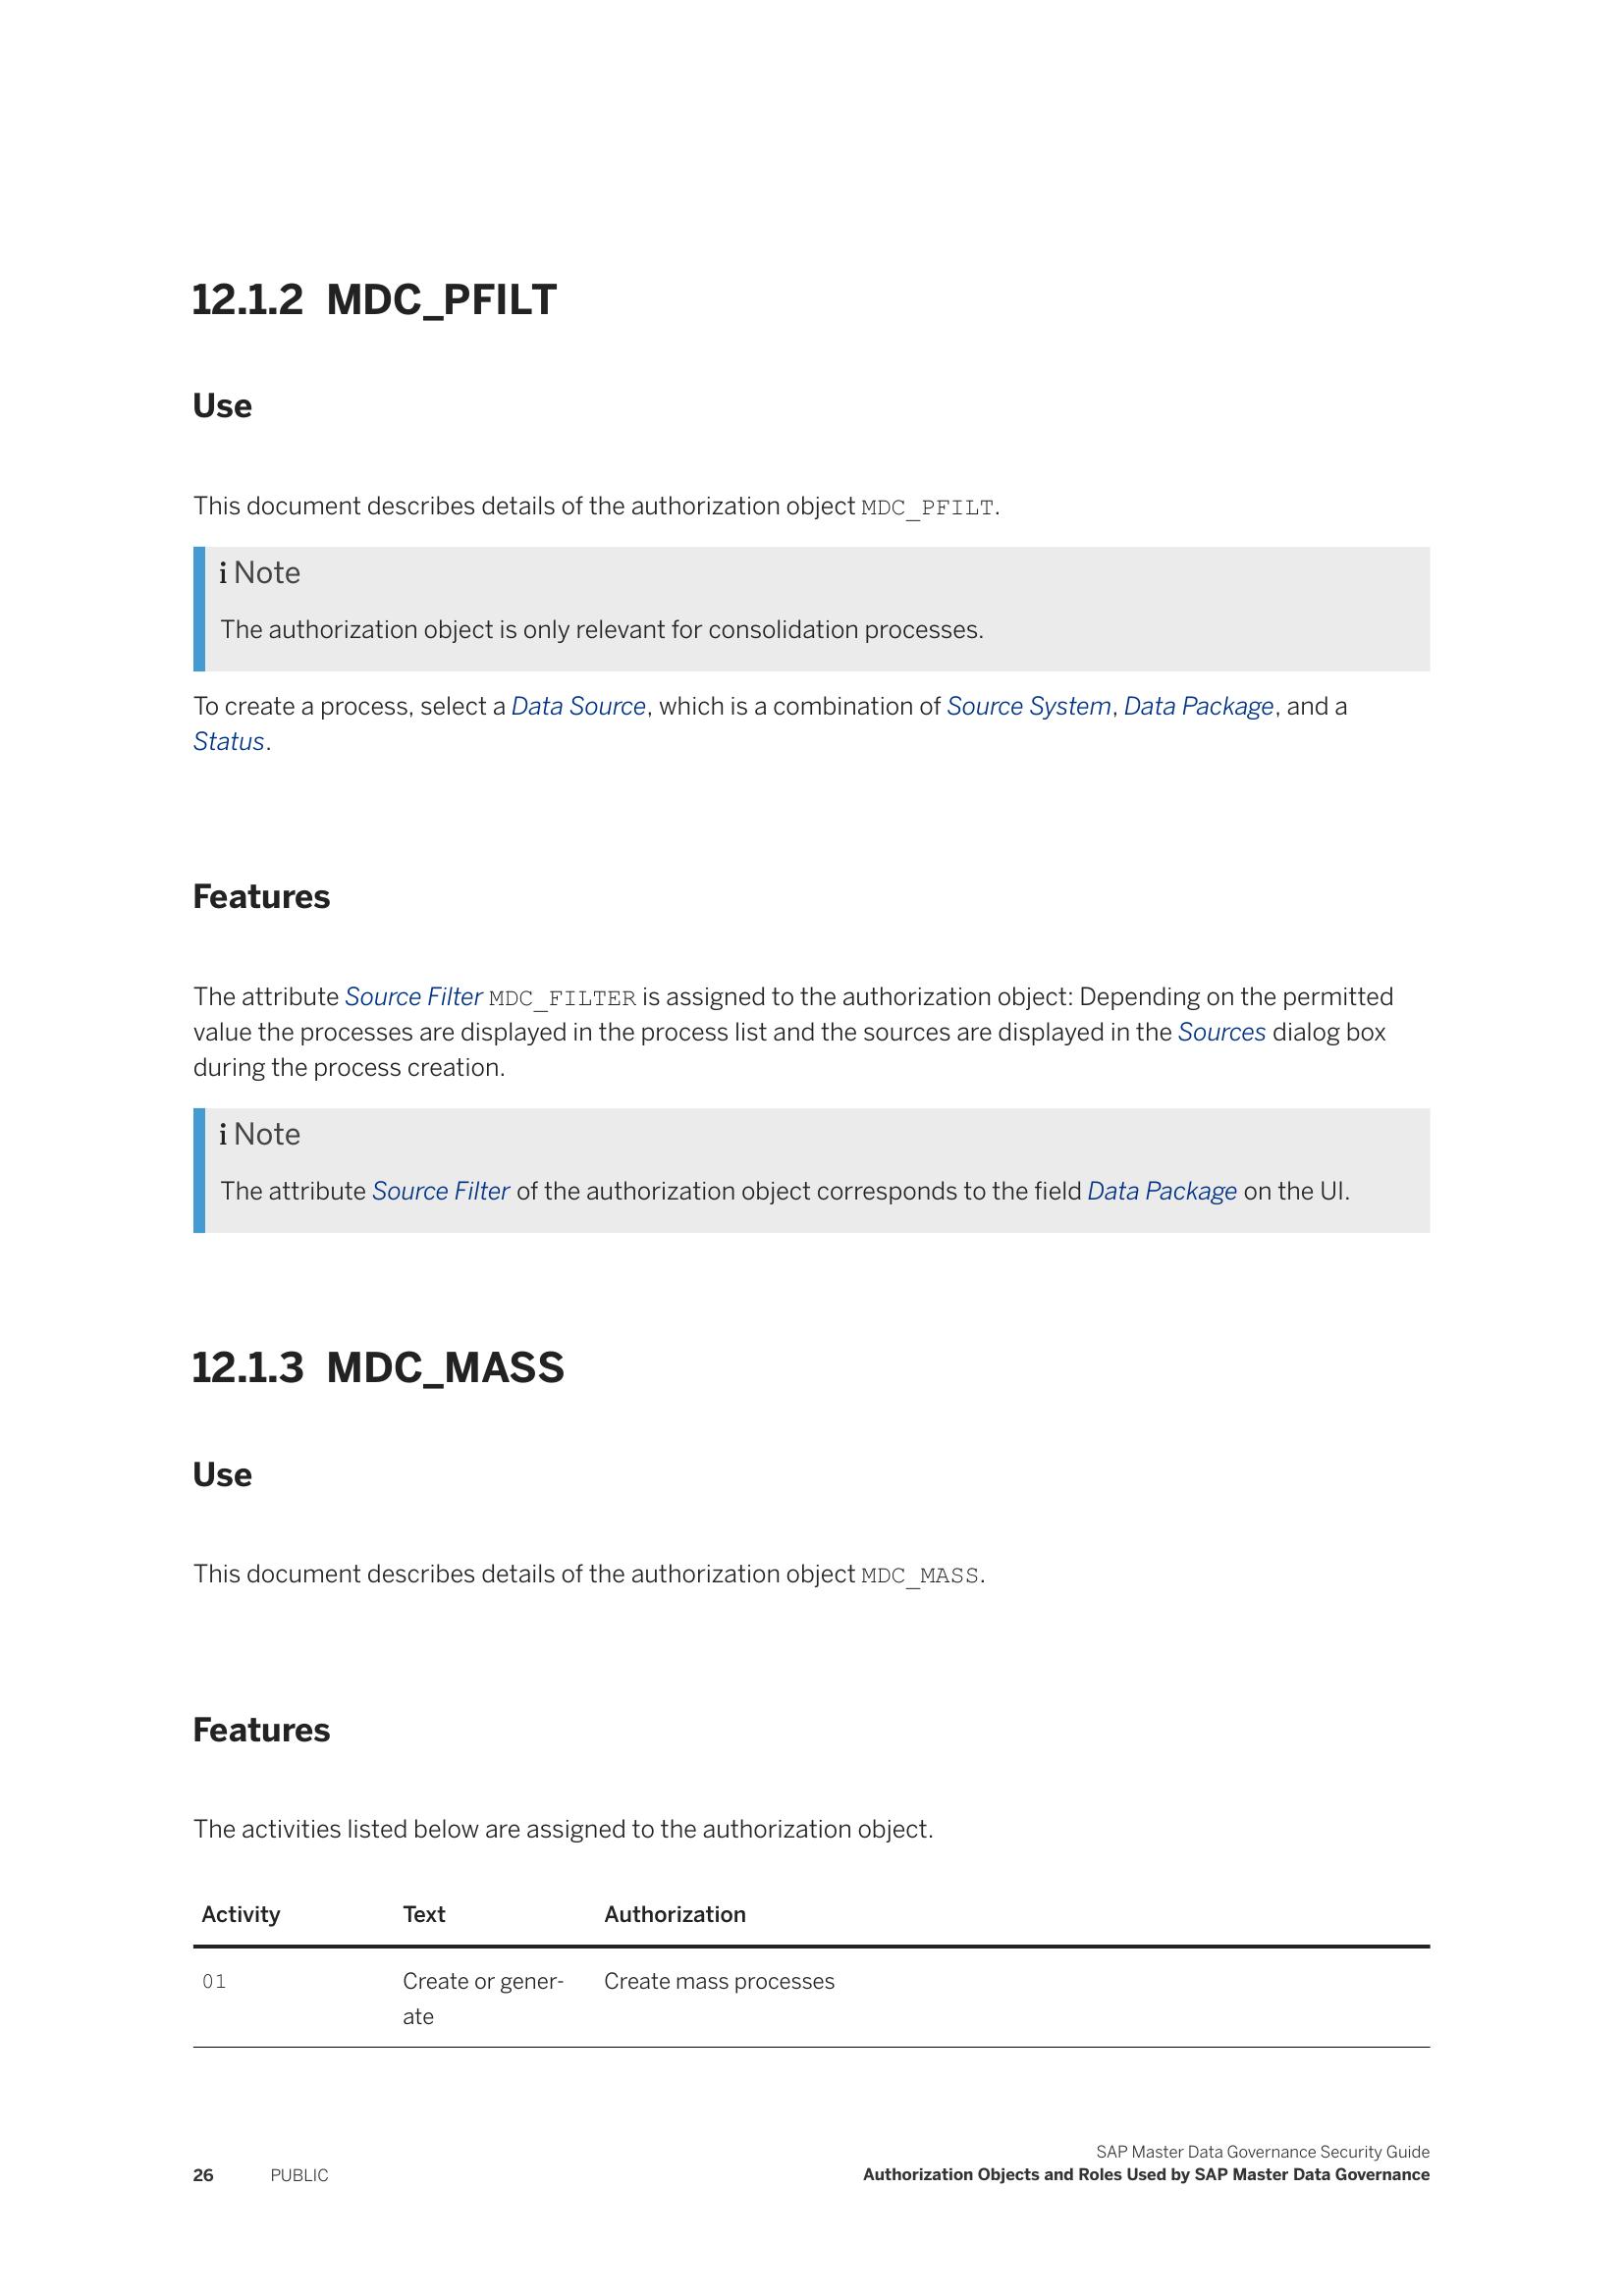 12.1.2 MDC_PFILT
Use
This document describes details of the authorization object MDC_PFILT.
i Note
The authorization object is only relevant for consolidation processes.
To create a process, select a Data Source, which is a combination of Source System, Data Package, and a
Status.
Features
The attribute Source Filter MDC_FILTER is assigned to the authorization object: Depending on the permitted
value the processes are displayed in the process list and the sources are displayed in the Sources dialog box
during the process creation.
i Note
The attribute Source Filter of the authorization object corresponds to the field Data Package on the UI.
12.1.3 MDC_MASS
Use
This document describes details of the authorization object MDC_MASS.
Features
The activities listed below are assigned to the authorization object.
Activity Text Authorization
01 Create or gener- Create mass processes
ate
SAP Master Data Governance Security Guide
26 PUBLIC Authorization Objects and Roles Used by SAP Master Data Governance